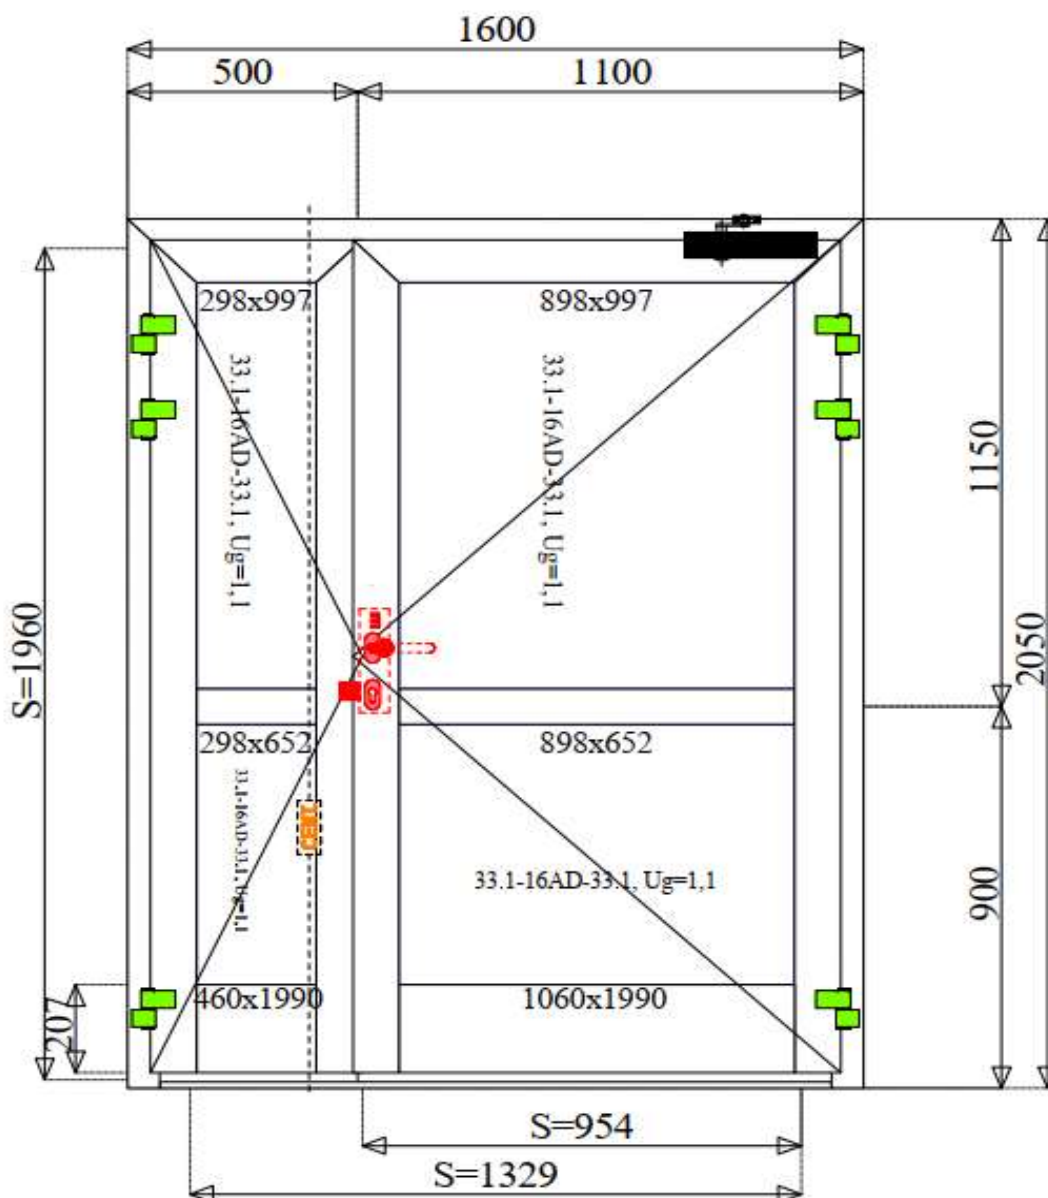 1600
500
1100
298x997
898x997
33.1-16AD-33.1, Ug=1,1
33.1-16AD-33.1, Ug=1,1
1150
S=1960
2050
298x652
898x652
33.1-16AD-33.1, Ug=1,1
33.1-16AD-33.1, Ug=1,1
900
207
460x1990
1060x1990
S=954
S=1329